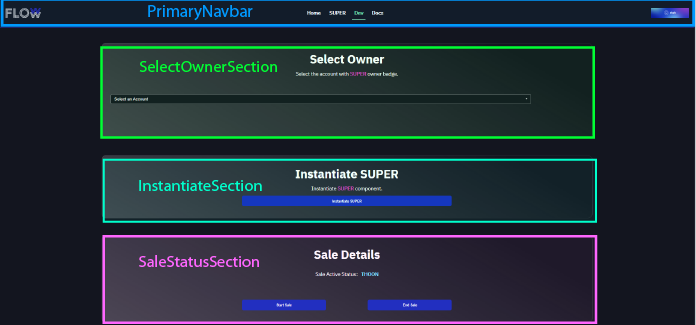 FLOW
PrimaryNavbar
Home SUPER Dev Docs
SelectOwnerSection
Select Owner
Select the account with SUPER owner badge.
Select an Account
InstantiateSection
Instantiate SUPER
Instantiate SUPER component.
Instantiate SUPER
SaleStatusSection
Sale Details
Sale Active Status: THOON
Start Sale End Sale